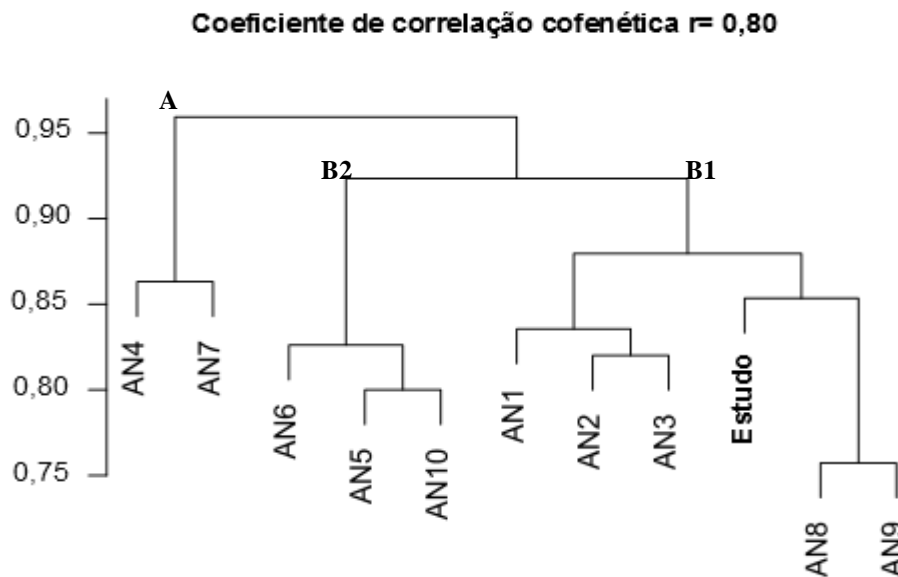 Coeficiente de correlação cofenética r= 0,80
A
0,95
B2
B1
0,90
0,85
0,80
0,75
AN4
AN7
AN6
AN5
AN10
AN1
AN2
AN3
Estudo
AN8
AN9